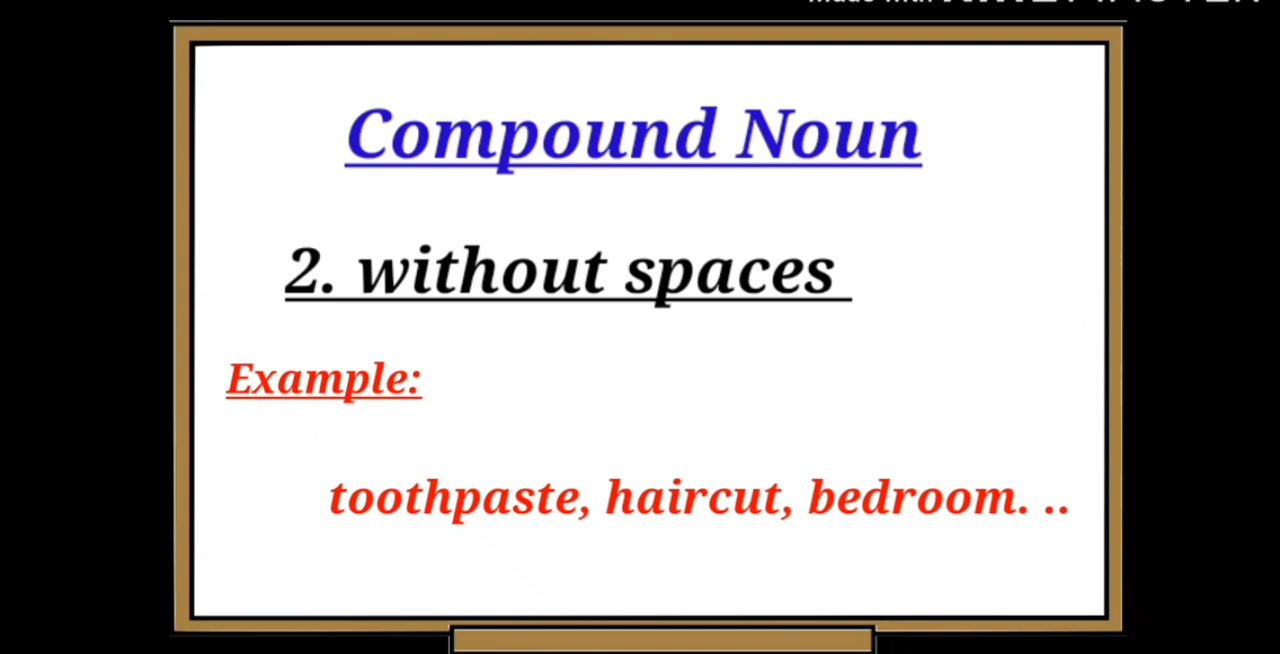 Compound Noun
2. without spaces
Example:
toothpaste, haircut, bedroom. ..